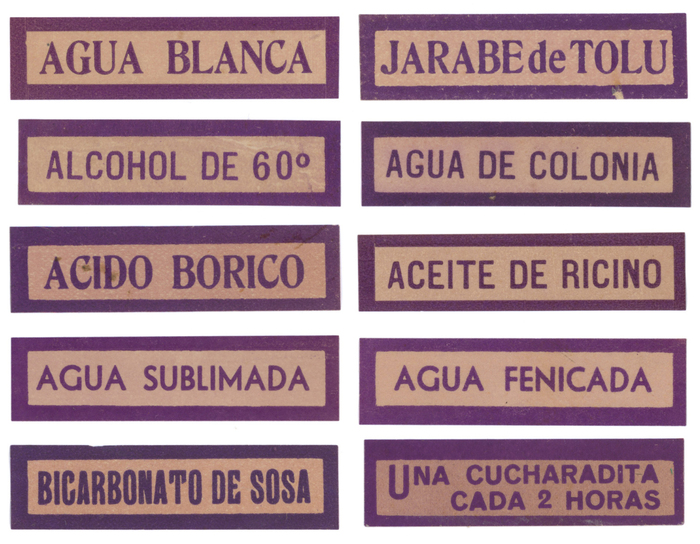 AGUA BLANCA
JARABE de TOLU
ALCOHOL DE 60º
AGUA DE COLONIA
ACIDO BORICO
ACEITE DE RICINO
AGUA SUBLIMADA
AGUA FENICADA
BICARBONATO DE SOSA
UNA CUCHARADITA
CADA 2 HORAS